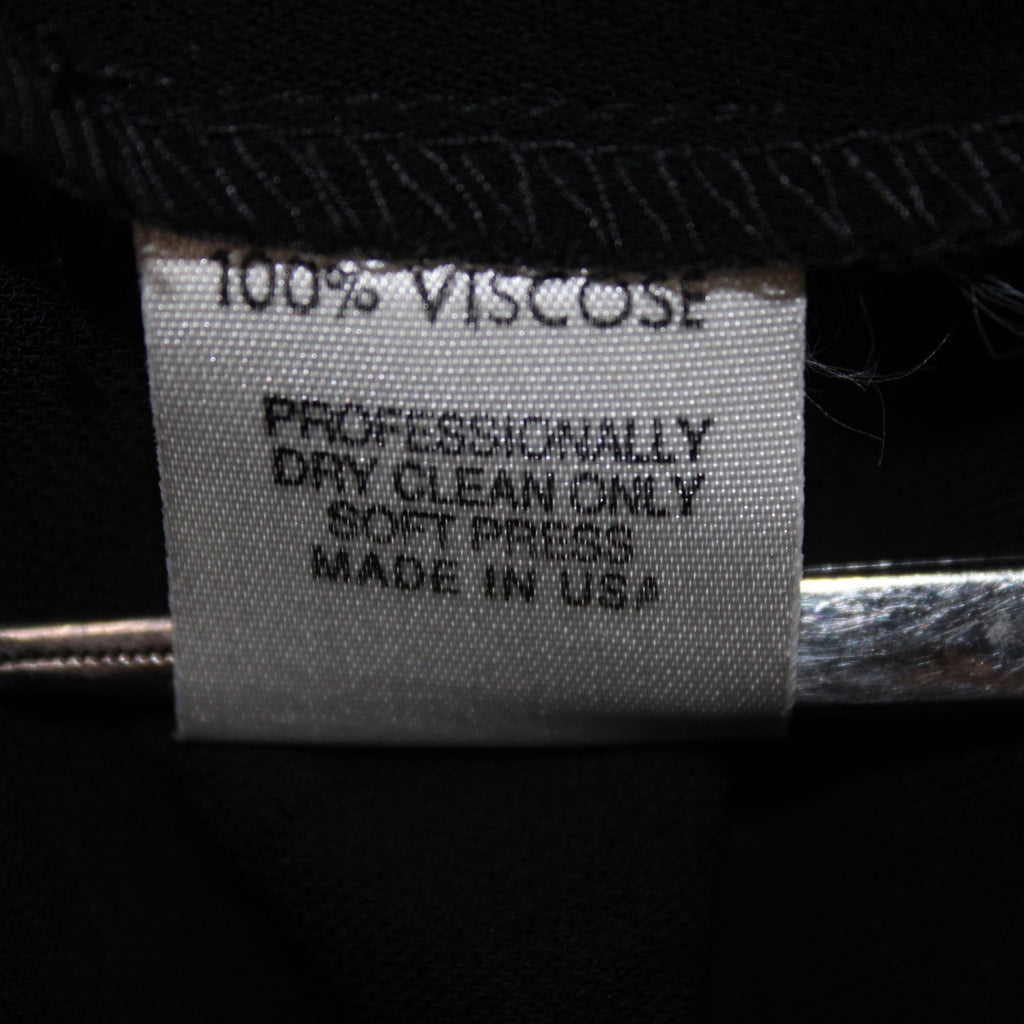 100% VISCOSE
PROFESSIONALLY
DRY CLEAN ONLY
SOFT PRESS
MADE IN USA